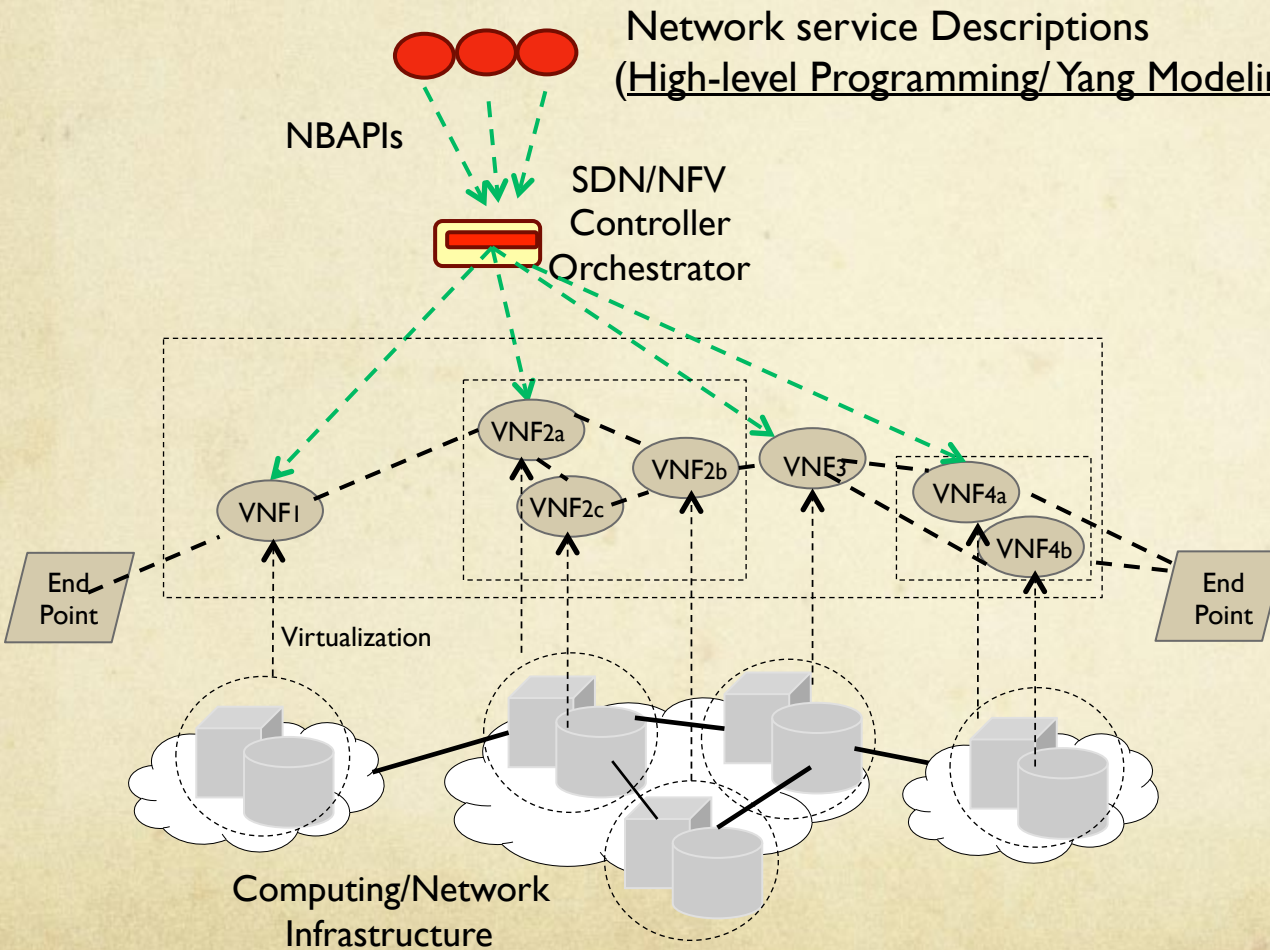 Network service Descriptions
(High-level Programming/ Yang Modelin
NBAPIs
SDN/NFV
Controller
Orchestrator
VNF2a
VNF2b
VNF3
VNF4a
VNF1
VNF2c
VNF4b
End
Point
End
Point
Virtualization
Computing/Network
Infrastructure